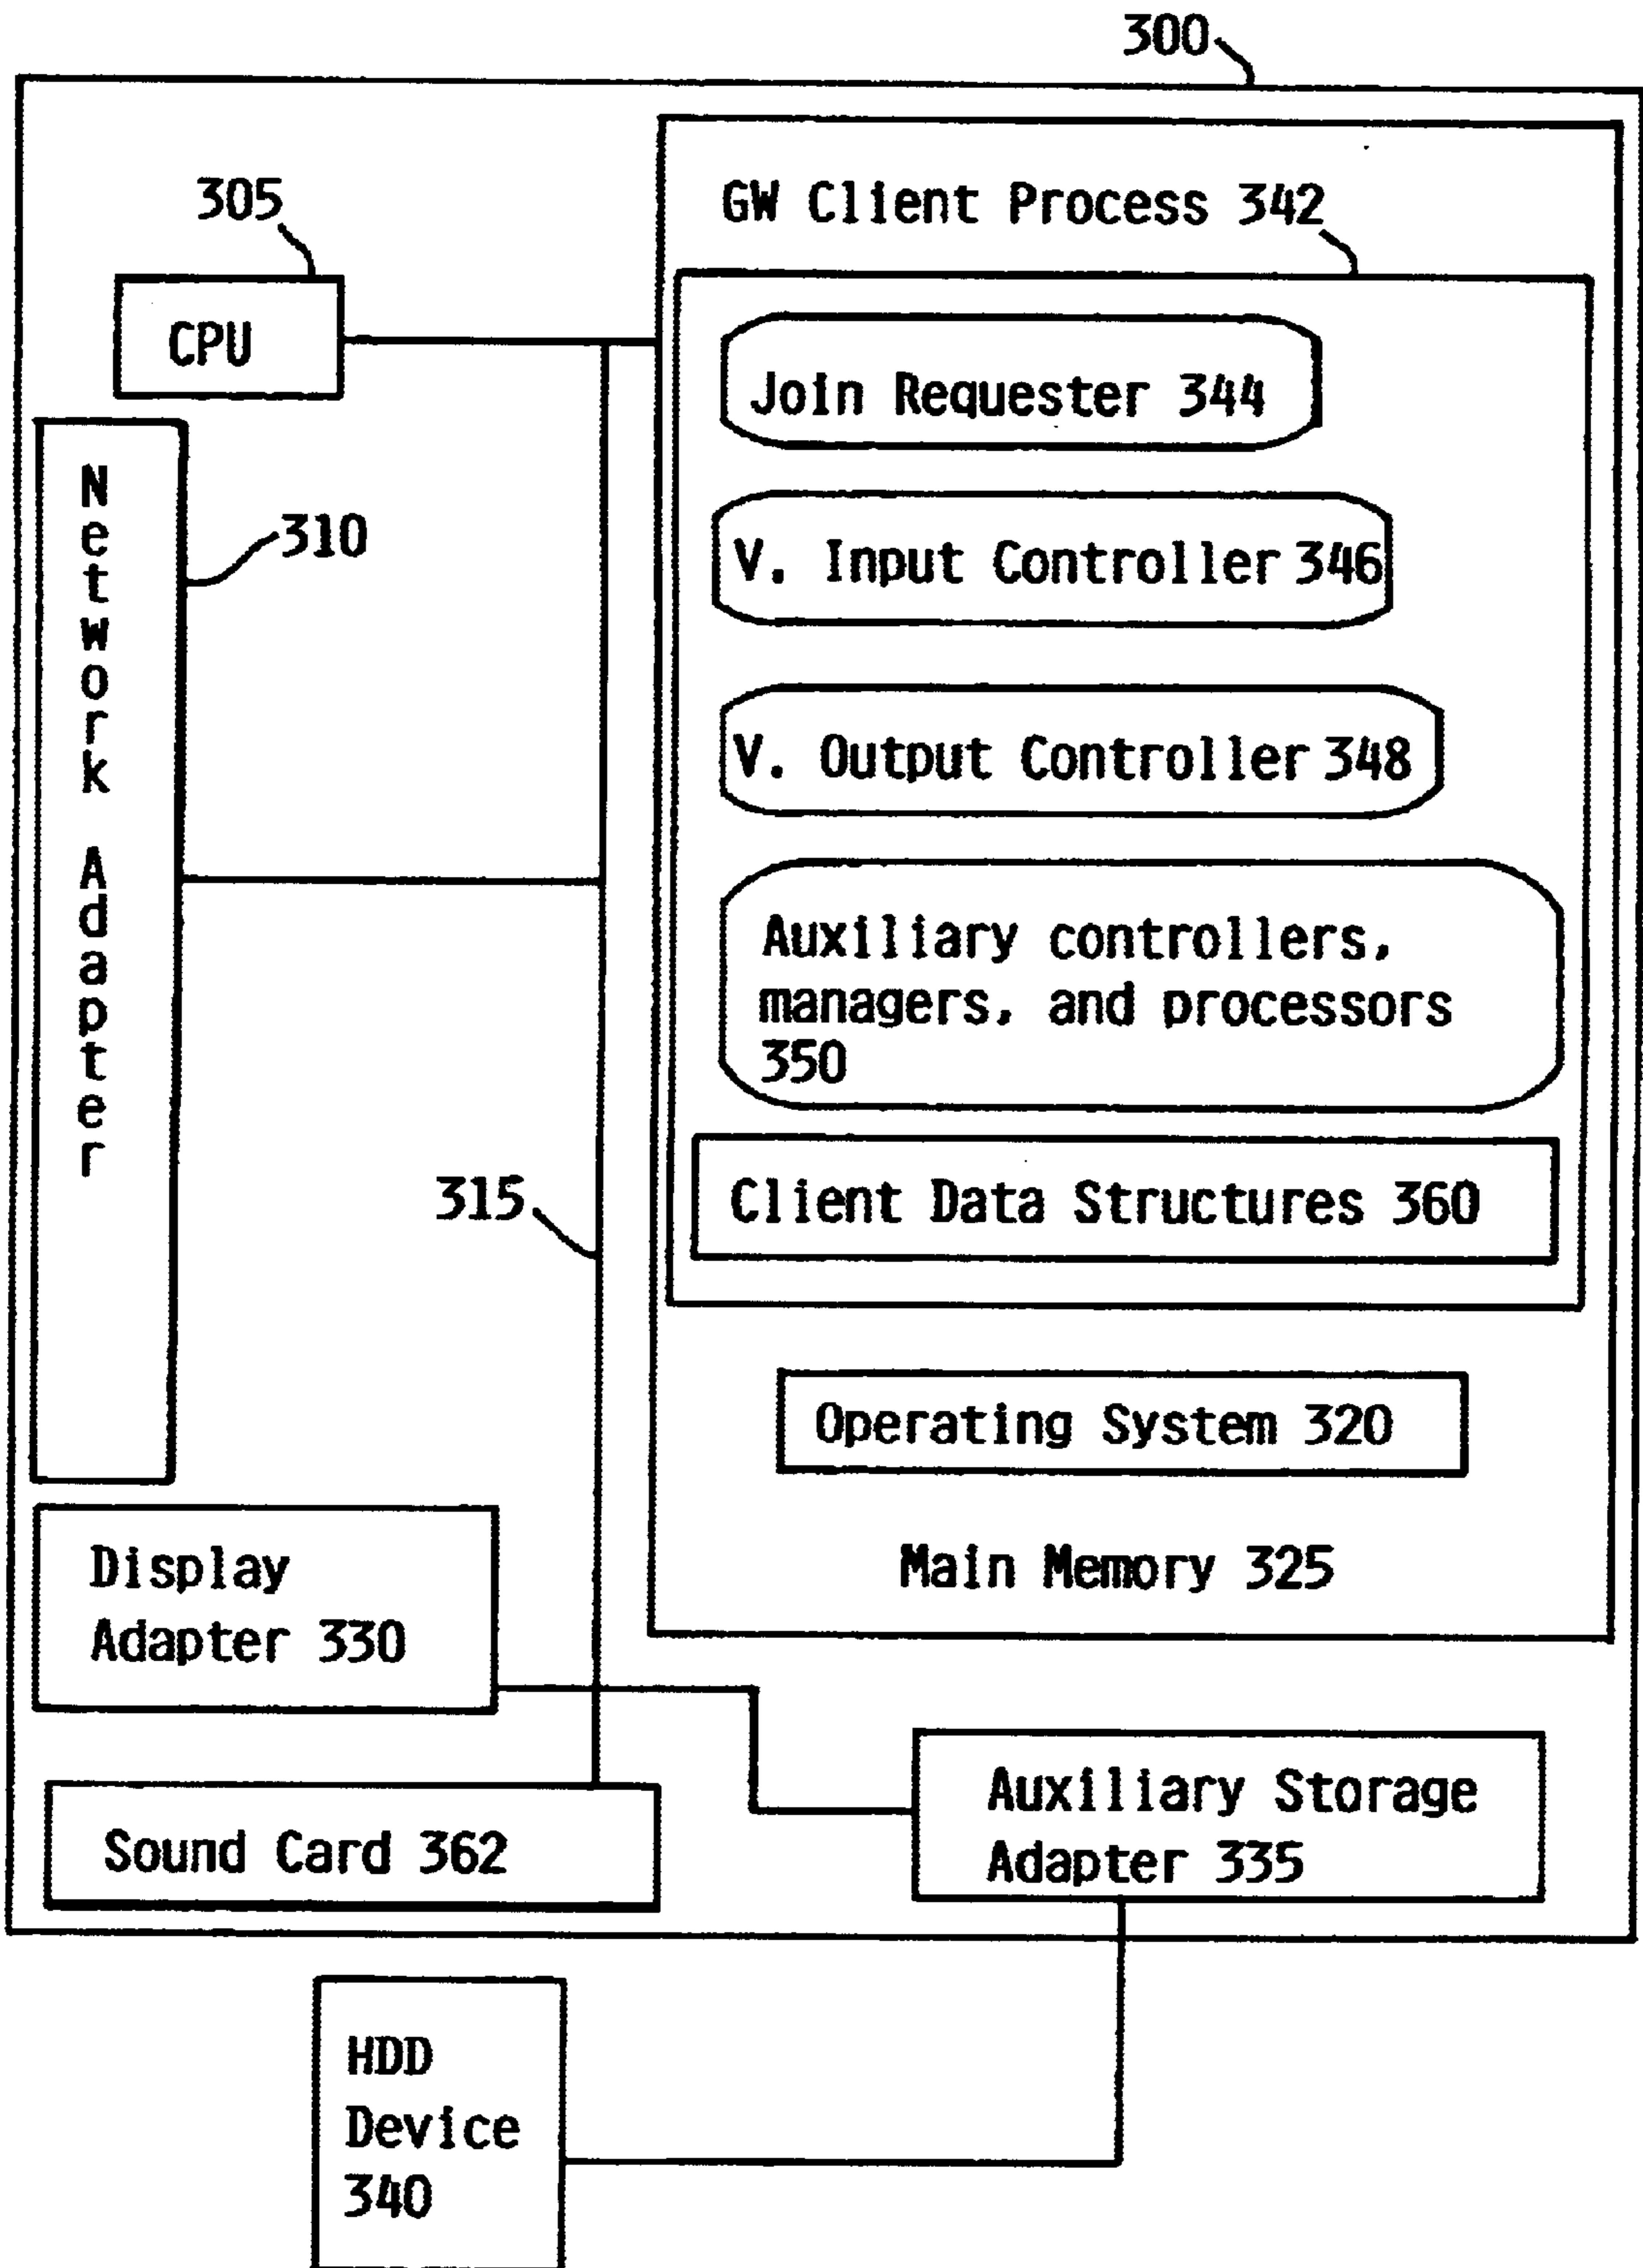 300
GW Client Process 342
305
CPU
Join Requester 344
Network Adapter
310
V. Input Controller 346
V. Output Controller 348
Auxiliary controllers,
managers, and processors
350
315
Client Data Structures 360
Operating System 320
Main Memory 325
Display
Adapter 330
Auxiliary Storage
Adapter 335
Sound Card 362
HDD
Device
340